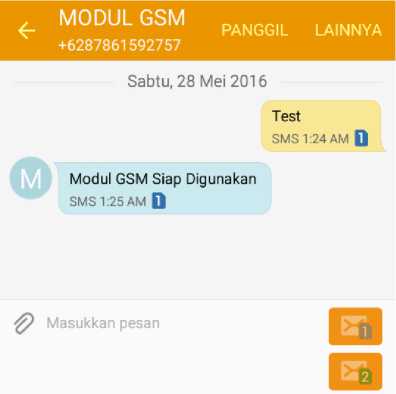 MODUL GSM
+6287861592757
PANGGIL LAINNYA
Sabtu, 28 Mei 2016
Test
SMS 1:24 AM 1
M
Modul GSM Siap Digunakan
SMS 1:25 AM 1
Masukkan pesan
1
2